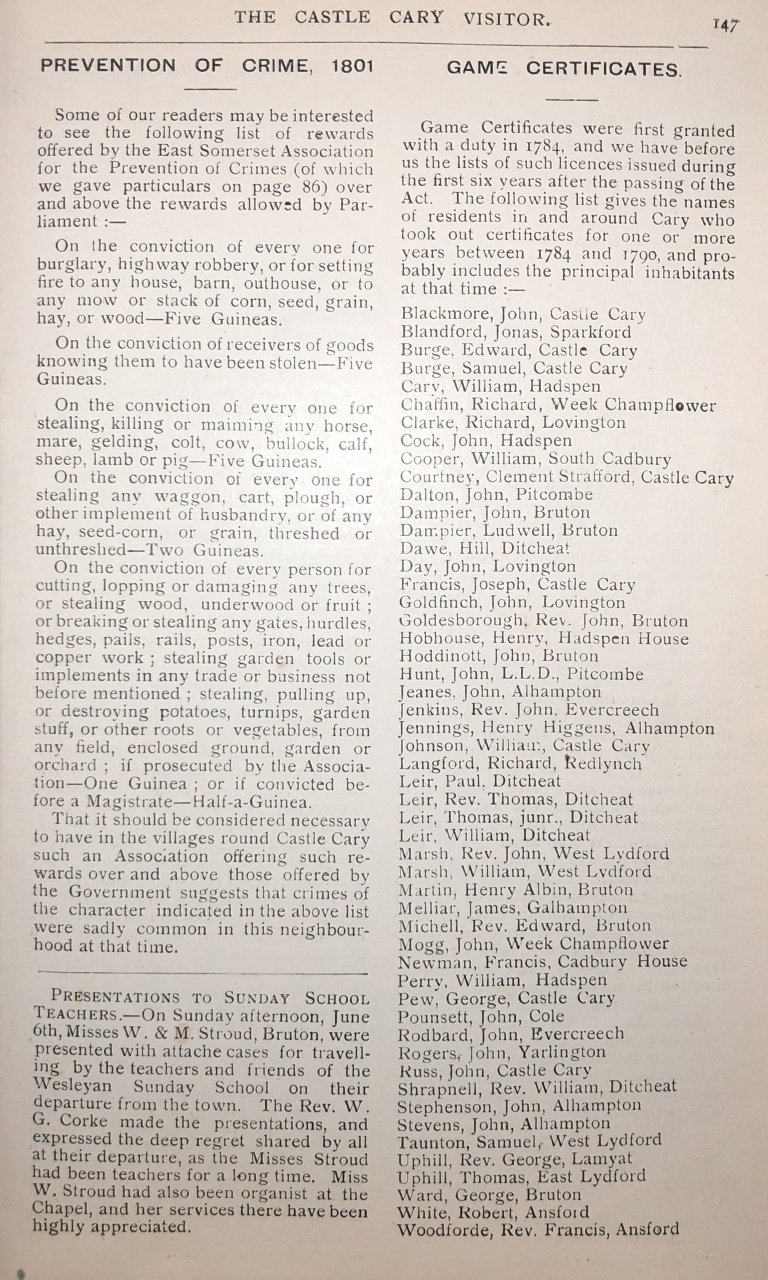 THE CASTLE CARY VISITOR.
147
PREVENTION OF CRIME, 1801
Some of our readers may be interested
to see the following list of rewards
offered by the East Somerset Association
for the Prevention of Crimes (of which
we gave particulars on page 86) over
and above the rewards allowed by Par-
liament :—
On the conviction of every one for
burglary, highway robbery, or for setting
fire to any house, barn, outhouse, or to
any mow or stack of corn, seed, grain,
hay, or wood—Five Guineas.
On the conviction of receivers of goods
knowing them to have been stolen—Five
Guineas.
On the conviction of every one for
stealing, killing or maiming any horse,
mare, gelding, colt, cow, bullock, calf,
sheep, lamb or pig—Five Guineas.
On the conviction of every one for
stealing any waggon, cart, plough, or
other implement of husbandry, or of any
hay, seed-corn, or grain, threshed or
unthreshed—Two Guineas.
On the conviction of every person for
cutting, lopping or damaging any trees,
or stealing wood, underwood or fruit ;
or breaking or stealing any gates, hurdles,
hedges, pails, rails, posts, iron, lead or
copper work ; stealing garden tools or
implements in any trade or business not
before mentioned ; stealing, pulling up,
or destroying potatoes, turnips, garden
stuff, or other roots or vegetables, from
any field, enclosed ground, garden or
orchard ; if prosecuted by the Associa-
tion—One Guinea ; or if convicted be-
fore a Magistrate—Half-a-Guinea.
That it should be considered necessary
to have in the villages round Castle Cary
such an Association offering such re-
wards over and above those offered by
the Government suggests that crimes of
the character indicated in the above list
were sadly common in this neighbour-
hood at that time.
PRESENTATIONS TO SUNDAY SCHOOL
TEACHERS.—On Sunday afternoon, June
6th, Misses W. & M. Stroud, Bruton, were
presented with attache cases for travell-
ing by the teachers and friends of the
Wesleyan Sunday School on their
departure from the town. The Rev. W.
G. Corke made the presentations, and
expressed the deep regret shared by all
at their departure, as the Misses Stroud
had been teachers for a long time. Miss
W. Stroud had also been organist at the
Chapel, and her services there have been
highly appreciated.
GAME CERTIFICATES.
Game Certificates were first granted
with a duty in 1784, and we have before
us the lists of such licences issued during
the first six years after the passing of the
Act. The following list gives the names
of residents in and around Cary who
took out certificates for one or more
years between 1784 and 1790, and pro-
bably includes the principal inhabitants
at that time :—
Blackmore, John, Castle Cary
Blandford, Jonas, Sparkford
Burge, Edward, Castle Cary
Burge, Samuel, Castle Cary
Cary, William, Hadspen
Chaffin, Richard, Week Champflower
Clarke, Richard, Lovington
Cock, John, Hadspen
Cooper, William, South Cadbury
Courtney, Clement Strafford, Castle Cary
Dalton, John, Pitcombe
Dampier, John, Bruton
Dampier, Ludwell, Bruton
Dawe, Hill, Ditcheat
Day, John, Lovington
Francis, Joseph, Castle Cary
Goldfinch, John, Lovington
Goldesborough, Rev. John, Bruton
Hobhouse, Henry, Hadspen House
Hoddinott, John, Bruton
Hunt, John, L.L.D., Pitcombe
Jeanes, John, Alhampton
Jenkins, Rev. John, Evercreech
Jennings, Henry Higgens, Alhampton
Johnson, William, Castle Cary
Langford, Richard, Redlynch
Leir, Paul, Ditcheat
Leir, Rev. Thomas, Ditcheat
Leir, Thomas, junr., Ditcheat
Leir, William, Ditcheat
Marsh, Rev. John, West Lydford
Marsh, William, West Lydford
Martin, Henry Albin, Bruton
Melliar, James, Galhampton
Michell, Rev. Edward, Bruton
Mogg, John, Week Champflower
Newman, Francis, Cadbury House
Perry, William, Hadspen
Pew, George, Castle Cary
Pounsett, John, Cole
Rodbard, John, Evercreech
Rogers, John, Yarlington
Russ, John, Castle Cary
Shrapnell, Rev. William, Ditcheat
Stephenson, John, Alhampton
Stevens, John, Alhampton
Taunton, Samuel, West Lydford
Uphill, Rev. George, Lamyat
Uphill, Thomas, East Lydford
Ward, George, Bruton
White, Robert, Ansford
Woodforde, Rev. Francis, Ansford